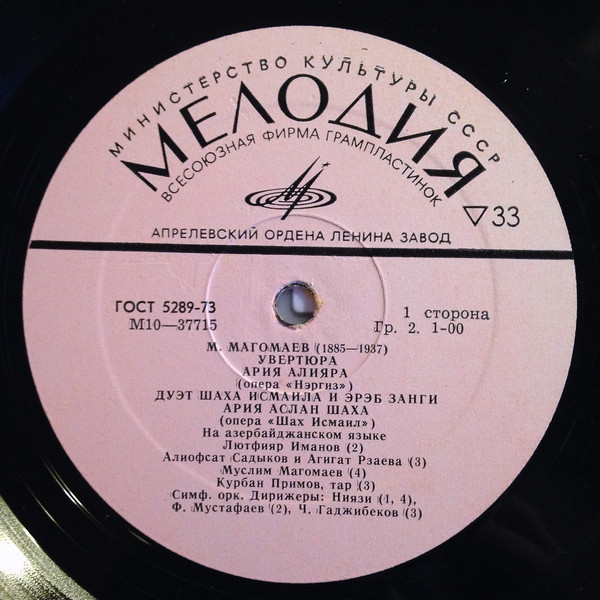 МИНИСТЕРСТВО КУЛЬТУРЫ СССР
МЕЛОДИЯ
ВСЕСОЮЗНАЯ ФИРМА ГРАМПЛАСТИНОК
33
АПРЕЛЕВСКИЙ ОРДЕНА ЛЕНИНА ЗАВОД
ГОСТ 5289-73
М10—37715
1 сторона
Гр. 2. 1-00
М. МАГОМАЕВ (1885—1937)
УВЕРТЮРА
АРИЯ АЛИЯРА
(опера «Нэргиз»)
ДУЭТ ШАХА ИСМАИЛА И ЭРЭБ ЗАНГИ
АРИЯ АСЛАН ШАХА
(опера «Шах Исмаил»)
На азербайджанском языке
Лютфияр Иманов (2)
Алиофсат Садыков и Агигат Рзаева (3)
Муслим Магомаев (4)
Курбан Примов, тар (3)
Симф. орк. Дирижеры: Ниязи (1, 4),
Ф. Мустафаев (2), Ч. Гаджибеков (3)